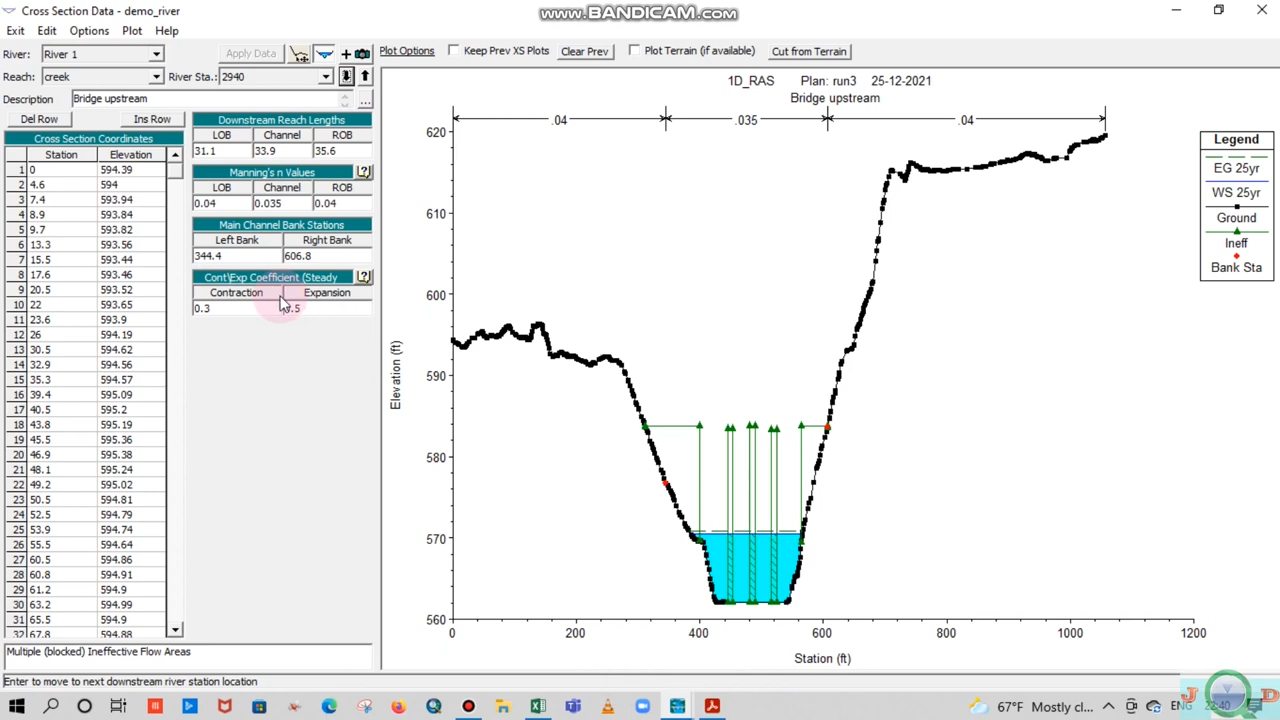 Cross Section Data - demo_river
www.BANDICAM.com
Exit Edit Options Plot Help
River: River 1 Apply Data
Plot Options Keep Prev XS Plots Clear Prev Plot Terrain (if available) Cut from Terrain
Reach: creek River Sta.: 2940
Description Bridge upstream ...
Del Row Ins Row
Cross Section Coordinates
Station Elevation
1 0 594.39
2 4.6 594
3 7.4 593.94
4 8.9 593.84
5 9.7 593.82
6 13.3 593.56
7 15.5 593.44
8 17.6 593.46
9 20.5 593.52
10 22 593.65
11 23.6 593.9
12 26 594.19
13 30.5 594.62
14 32.9 594.56
15 35.3 594.57
16 39.4 595.09
17 40.5 595.2
18 43.8 595.19
19 45.5 595.36
20 46.9 595.38
21 48.1 595.24
22 49.2 595.02
23 50.5 594.81
24 52.5 594.79
25 53.9 594.74
26 55.5 594.64
27 60.5 594.86
28 60.8 594.91
29 61.2 594.9
30 63.2 594.99
31 65.5 594.9
32 67.8 594.88
Downstream Reach Lengths
LOB Channel ROB
31.1 33.9 35.6
Manning's n Values ?
LOB Channel ROB
0.04 0.035 0.04
Main Channel Bank Stations
Left Bank Right Bank
344.4 606.8
Cont\Exp Coefficient (Steady ?
Contraction Expansion
0.3 .5
1D_RAS Plan: run3 25-12-2021
Bridge upstream
.04 .035 .04
620
610
600
590
580
570
560
Elevation (ft)
0 200 400 600 800 1000 1200
Station (ft)
Legend
EG 25yr
WS 25yr
Ground
Ineff
Bank Sta
Multiple (blocked) Ineffective Flow Areas
Enter to move to next downstream river station location
67°F Mostly cl... ENG
J D